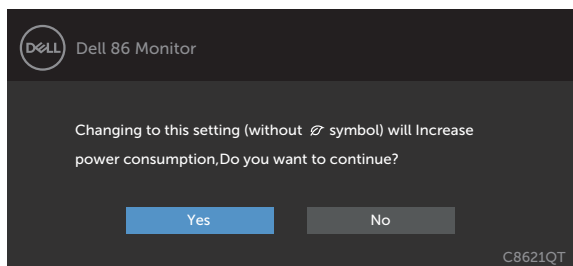 DELL Dell 86 Monitor
Changing to this setting (without symbol) will Increase
power consumption,Do you want to continue?
Yes No
C8621QT